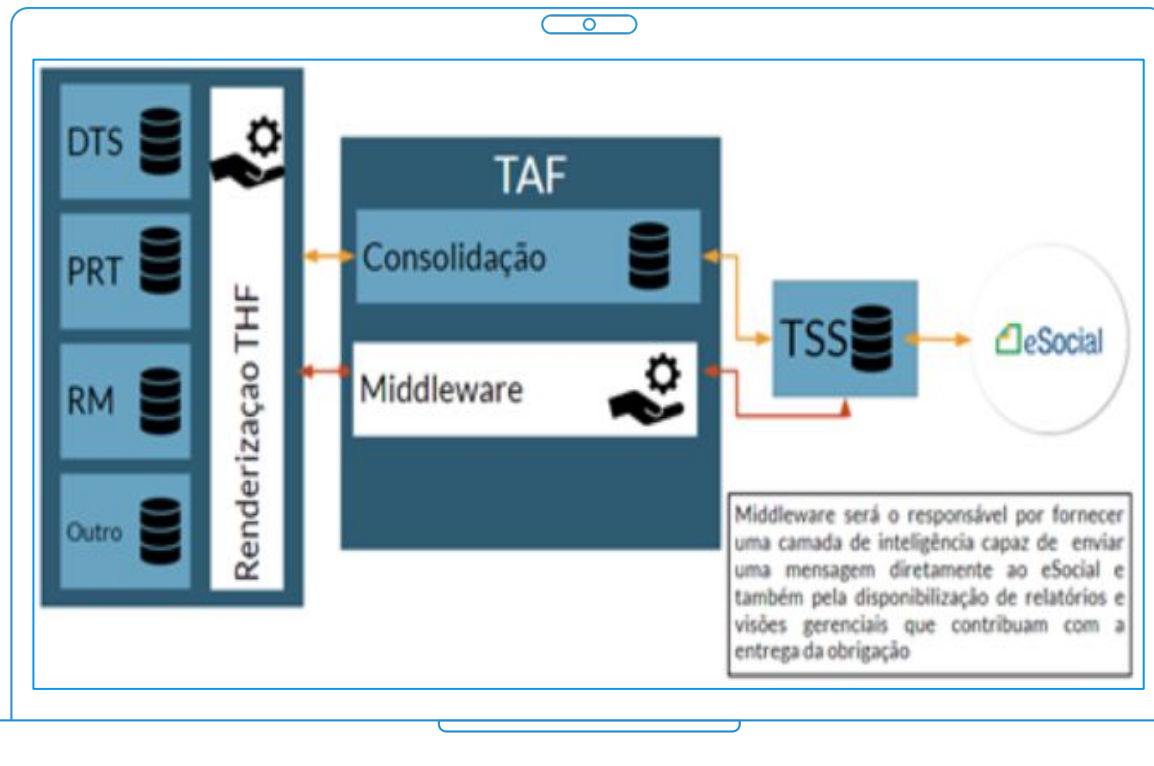 DTS
PRT
RM
Outro
Renderizaçao THF
TAF
Consolidação
Middleware
TSS
eSocial
Middleware será o responsável por fornecer
uma camada de inteligência capaz de enviar
uma mensagem diretamente ao eSocial e
também pela disponibilização de relatórios e
visões gerenciais que contribuam com a
entrega da obrigação